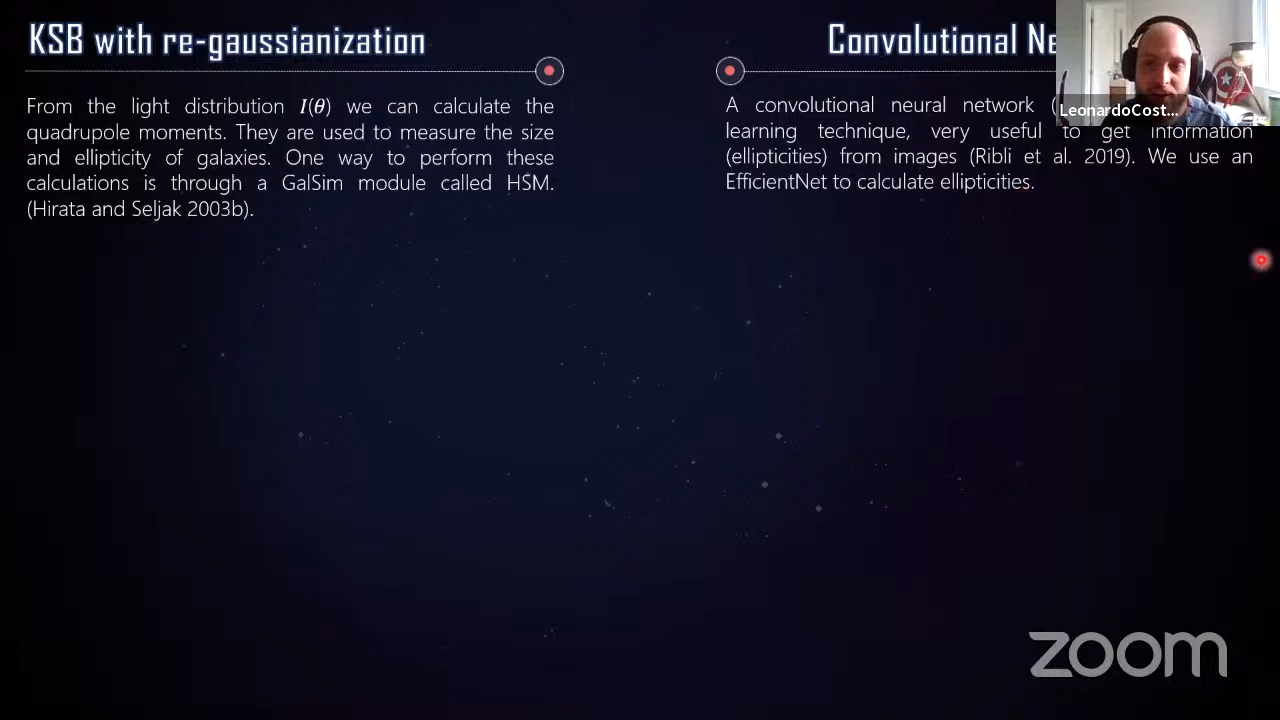 KSB with re-gaussianization
From the light distribution I(θ) we can calculate the
quadrupole moments. They are used to measure the size
and ellipticity of galaxies. One way to perform these
calculations is through a GalSim module called HSM.
(Hirata and Seljak 2003b).
Convolutional Ne
A convolutional neural network (
learning technique, very useful to get information
(ellipticities) from images (Ribli et al. 2019). We use an
EfficientNet to calculate ellipticities.
LeonardoCost...
zoom